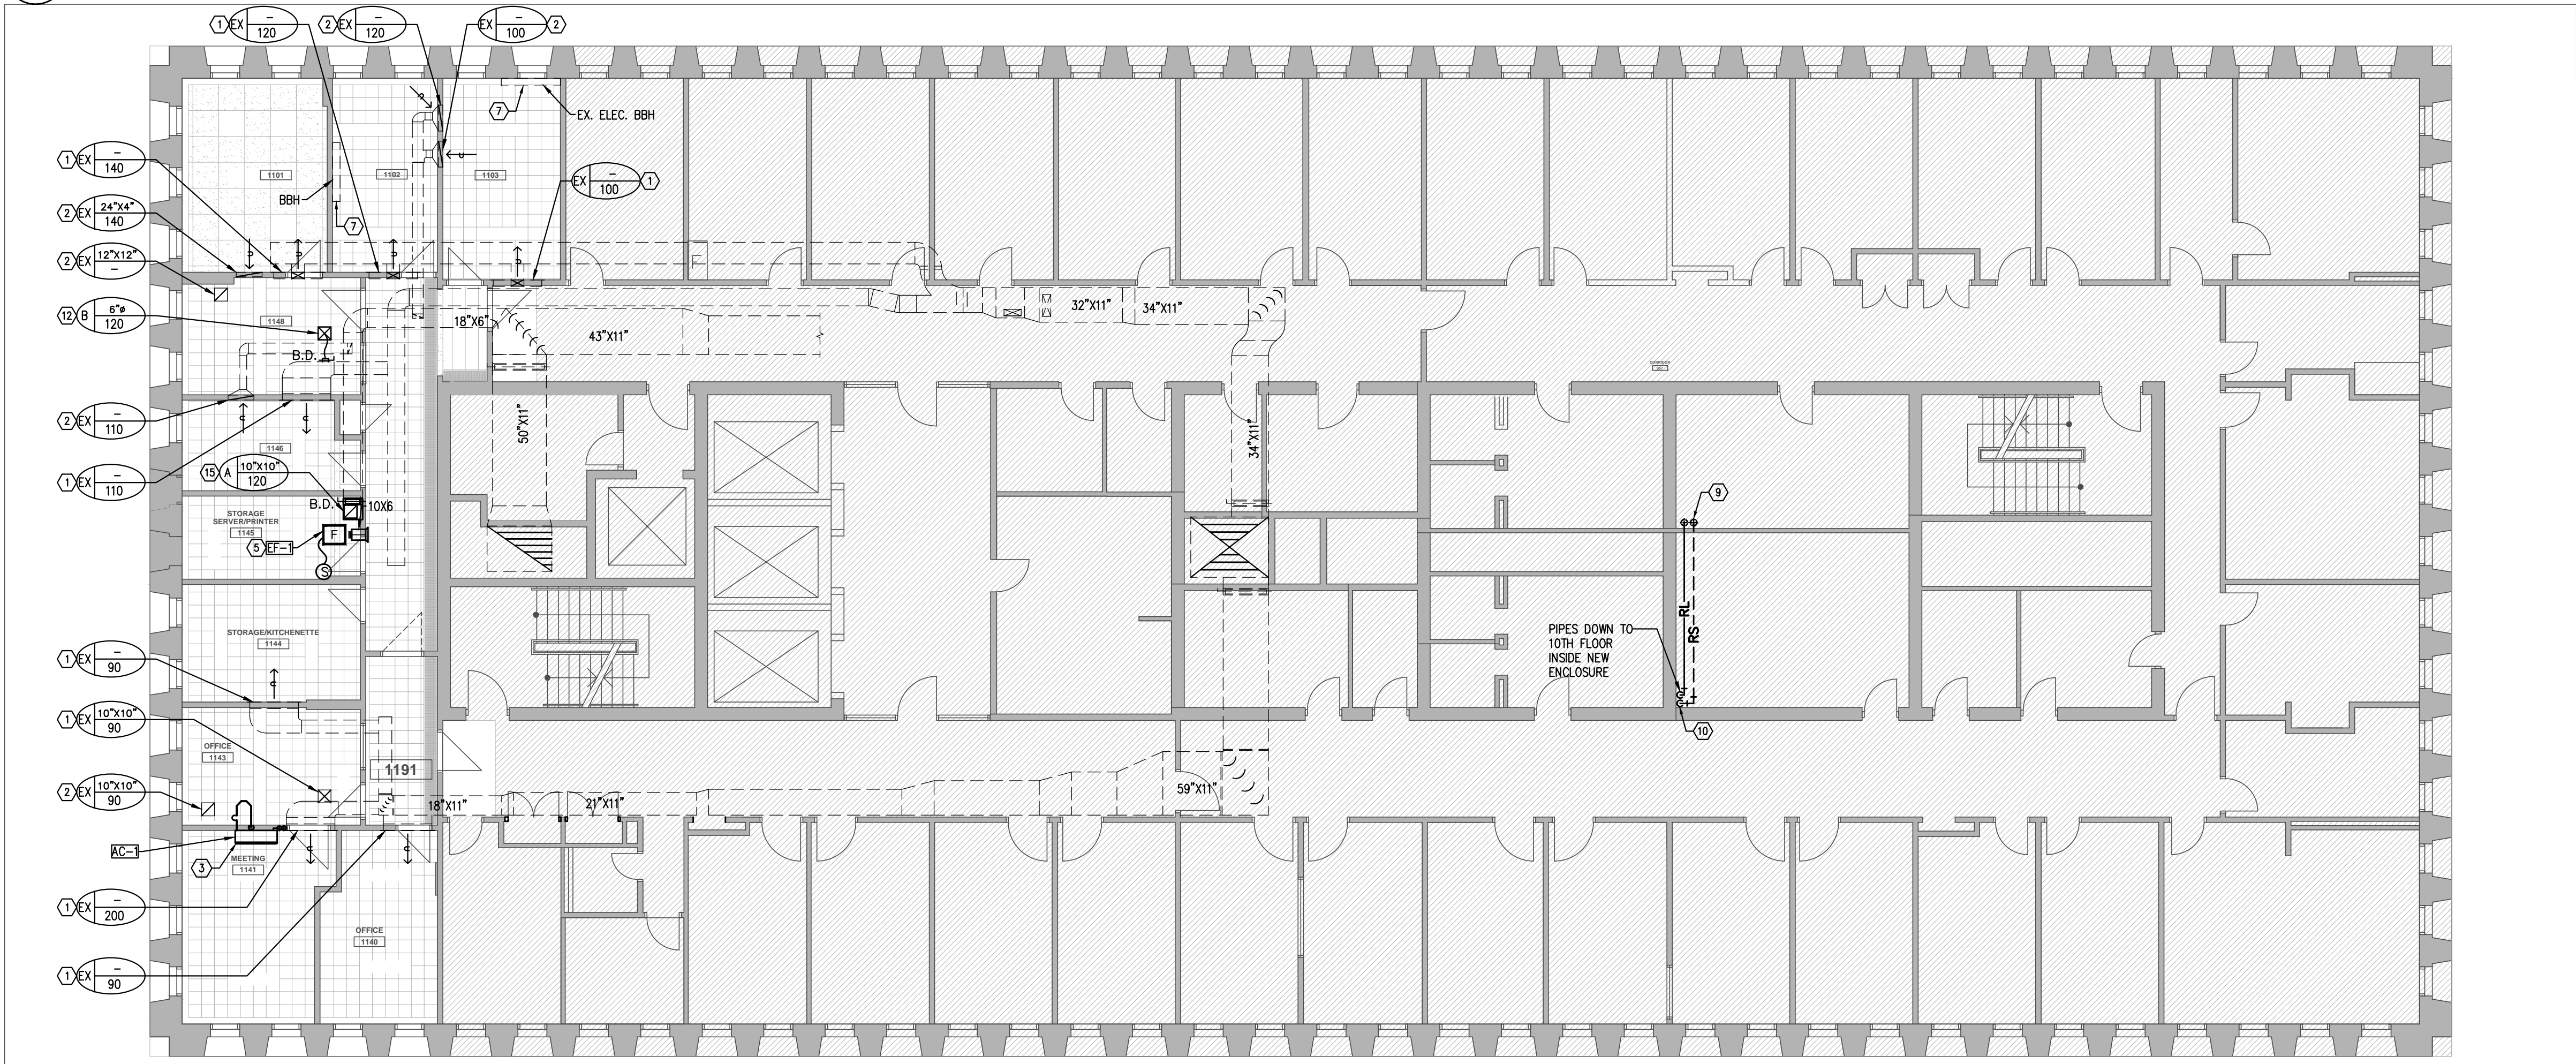 1 EX – 120
2 EX – 120
EX – 100 2
7
EX. ELEC. BBH
1 EX – 140
1101
1102
1103
EX – 100 1
BBH
7
2 EX 24"X4" 140
2 EX 12"X12" –
12 B 6"ø 120
1148
18"X6"
43"X11"
32"X11"
34"X11"
B.D.
CORRIDOR
2 EX – 110
50"X11"
34"X11"
1146
15 A 10"X10" 120
1 EX – 110
B.D.
10X6
STORAGE
SERVER/PRINTER
1145
5 EF-1
F
S
9
STORAGE/KITCHENETTE
1144
RL
RS
PIPES DOWN TO
10TH FLOOR
INSIDE NEW
ENCLOSURE
10
1 EX – 90
1 EX 10"X10" 90
OFFICE
1143
1191
2 EX 10"X10" 90
18"X11"
21"X11"
59"X11"
AC-1
3
MEETING
1141
1 EX – 200
OFFICE
1140
1 EX – 90